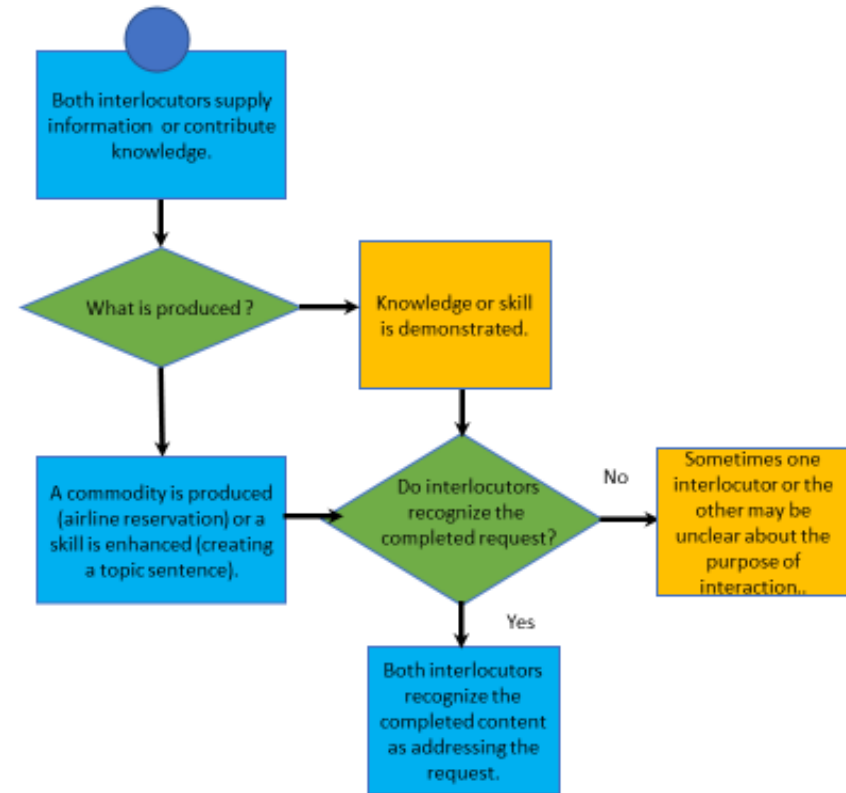 Both interlocutors supply
information or contribute
knowledge.
What is produced ?
Knowledge or skill
is demonstrated.
A commodity is produced
(airline reservation) or a
skill is enhanced (creating
a topic sentence).
Do interlocutors
recognize the
completed request?
No
Sometimes one
interlocutor or the
other may be
unclear about the
purpose of
interaction..
Yes
Both interlocutors
recognize the
completed content
as addressing the
request.